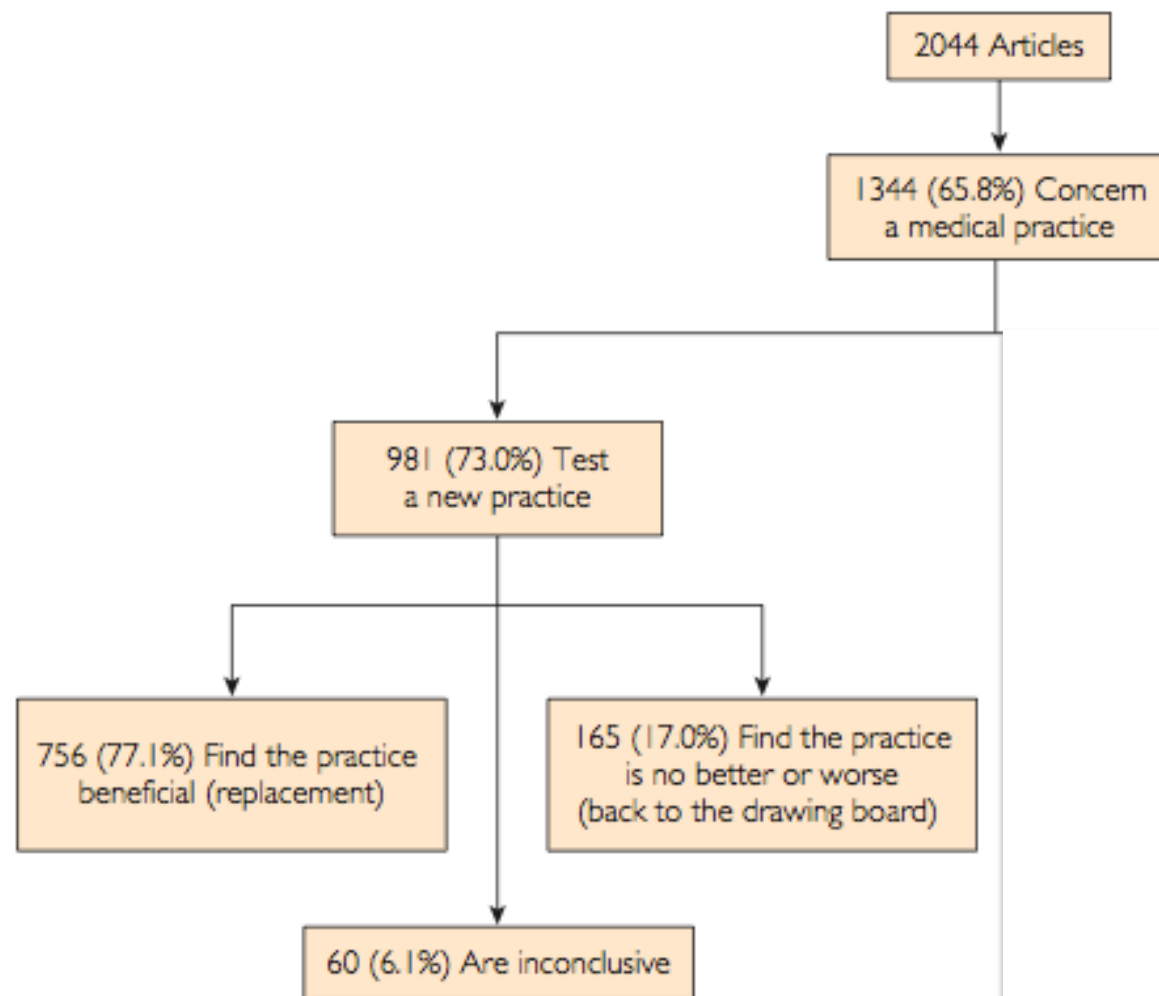 2044 Articles
1344 (65.8%) Concern
a medical practice
981 (73.0%) Test
a new practice
756 (77.1%) Find the practice
beneficial (replacement)
165 (17.0%) Find the practice
is no better or worse
(back to the drawing board)
60 (6.1%) Are inconclusive